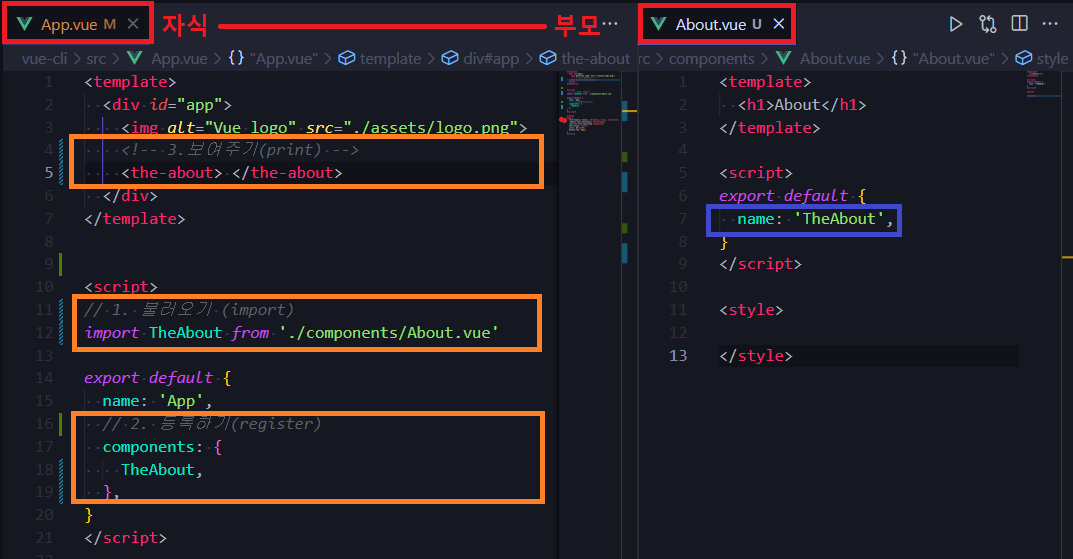 App.vue M ×
자식
부모...
About.vue U ×
vue-cli > src > App.vue > {} "App.vue" > template > div#app > the-about
rc > components > About.vue > {} "About.vue" > style
1 <template>
2 <div id="app">
3 <img alt="Vue logo" src="./assets/logo.png">
4 <!-- 3.보여주기(print) -->
5 <the-about> </the-about>
6 </div>
7 </template>
8
9
10 <script>
11 // 1. 불러오기 (import)
12 import TheAbout from './components/About.vue'
13
14 export default {
15 name: 'App',
16 // 2. 등록하기(register)
17 components: {
18 TheAbout,
19 },
20 }
21 </script>
1 <template>
2 <h1>About</h1>
3 </template>
4
5 <script>
6 export default {
7 name: 'TheAbout',
8 }
9 </script>
10
11 <style>
12
13 </style>